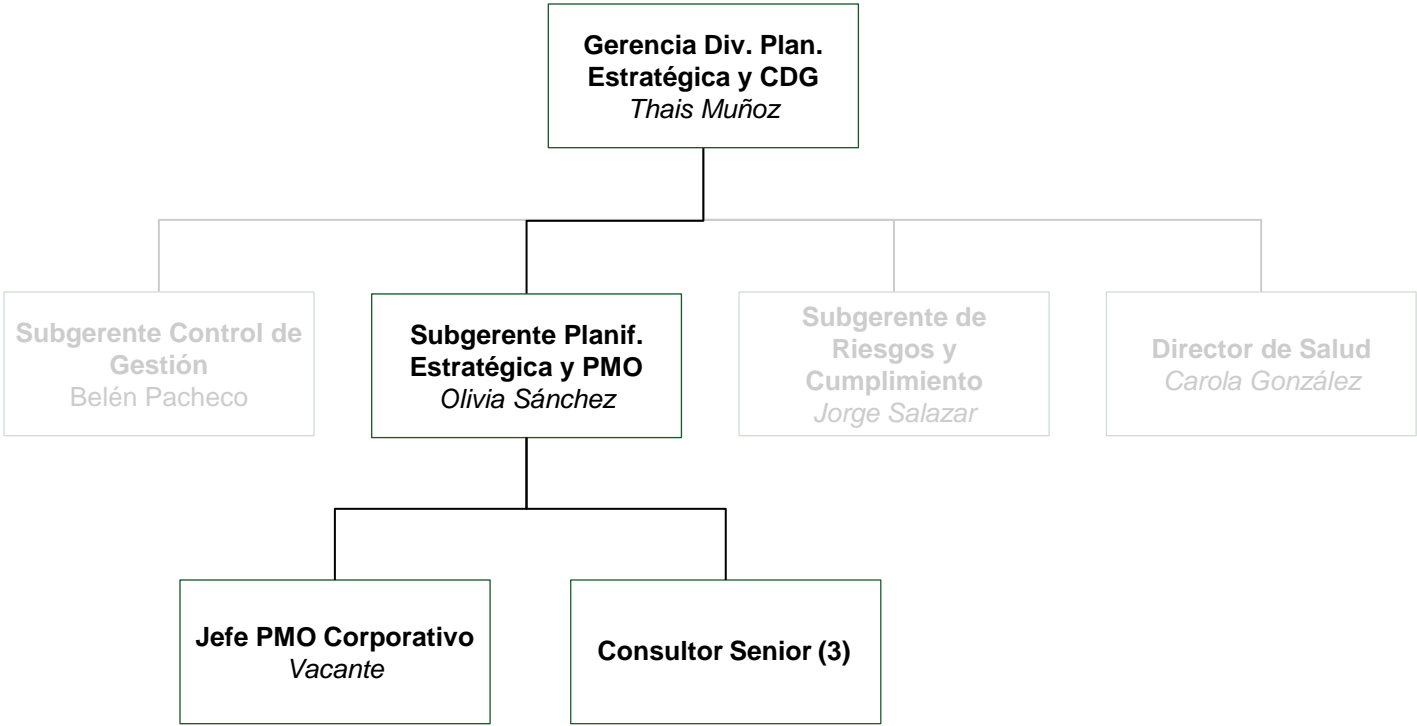 Gerencia Div. Plan.
Estratégica y CDG
Thais Muñoz
Subgerente Control de
Gestión
Belén Pacheco
Subgerente Planif.
Estratégica y PMO
Olivia Sánchez
Subgerente de
Riesgos y
Cumplimiento
Jorge Salazar
Director de Salud
Carola González
Jefe PMO Corporativo
Vacante
Consultor Senior (3)